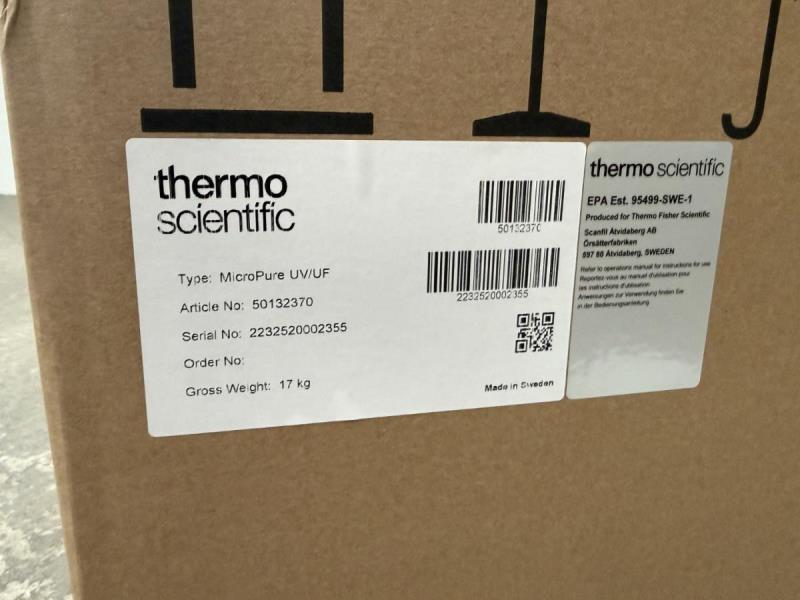 thermo
scientific
50132370
2232520002355
Type: MicroPure UV/UF
Article No: 50132370
Serial No: 2232520002355
Order No:
Gross Weight: 17 kg
Made in Sweden
thermo scientific
EPA Est. 95499-SWE-1
Produced for Thermo Fisher Scientific
Scanfil Åtvidaberg AB
Örsätterfabriken
597 80 Åtvidaberg, SWEDEN
Refer to operations manual for instructions for use
Reportez-vous au manuel d'utilisation pour
les instructions d'utilisation
Anweisungen zur Verwendung finden Sie
in der Bedienungsanleitung